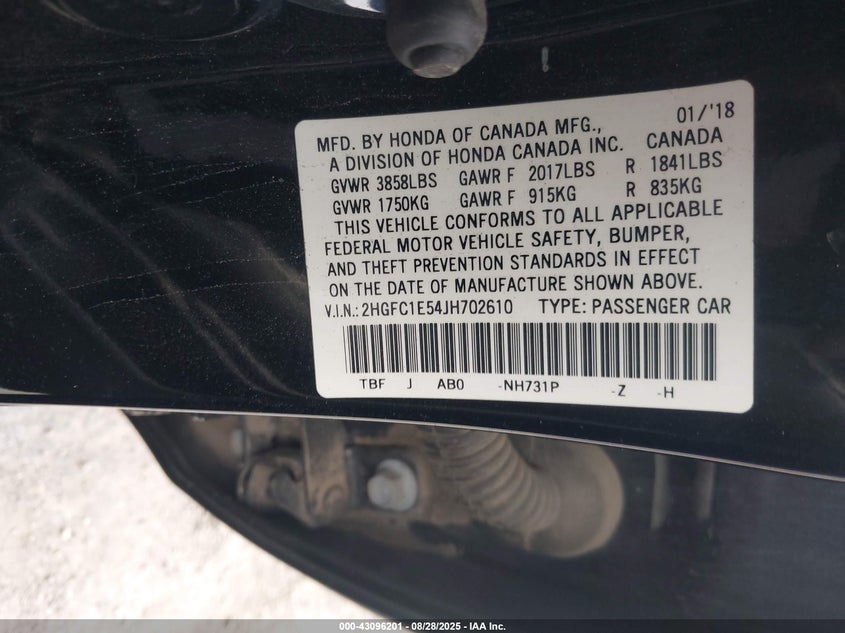 01/'18
MFD. BY HONDA OF CANADA MFG.,
A DIVISION OF HONDA CANADA INC. CANADA
GVWR 3858LBS GAWR F 2017LBS R 1841LBS
GVWR 1750KG GAWR F 915KG R 835KG
THIS VEHICLE CONFORMS TO ALL APPLICABLE
FEDERAL MOTOR VEHICLE SAFETY, BUMPER,
AND THEFT PREVENTION STANDARDS IN EFFECT
ON THE DATE OF MANUFACTURE SHOWN ABOVE.
V.I.N.: 2HGFC1E54JH702610 TYPE: PASSENGER CAR
TBF J AB0 -NH731P -Z -H
000-43096201 - 08/28/2025 - IAA Inc.